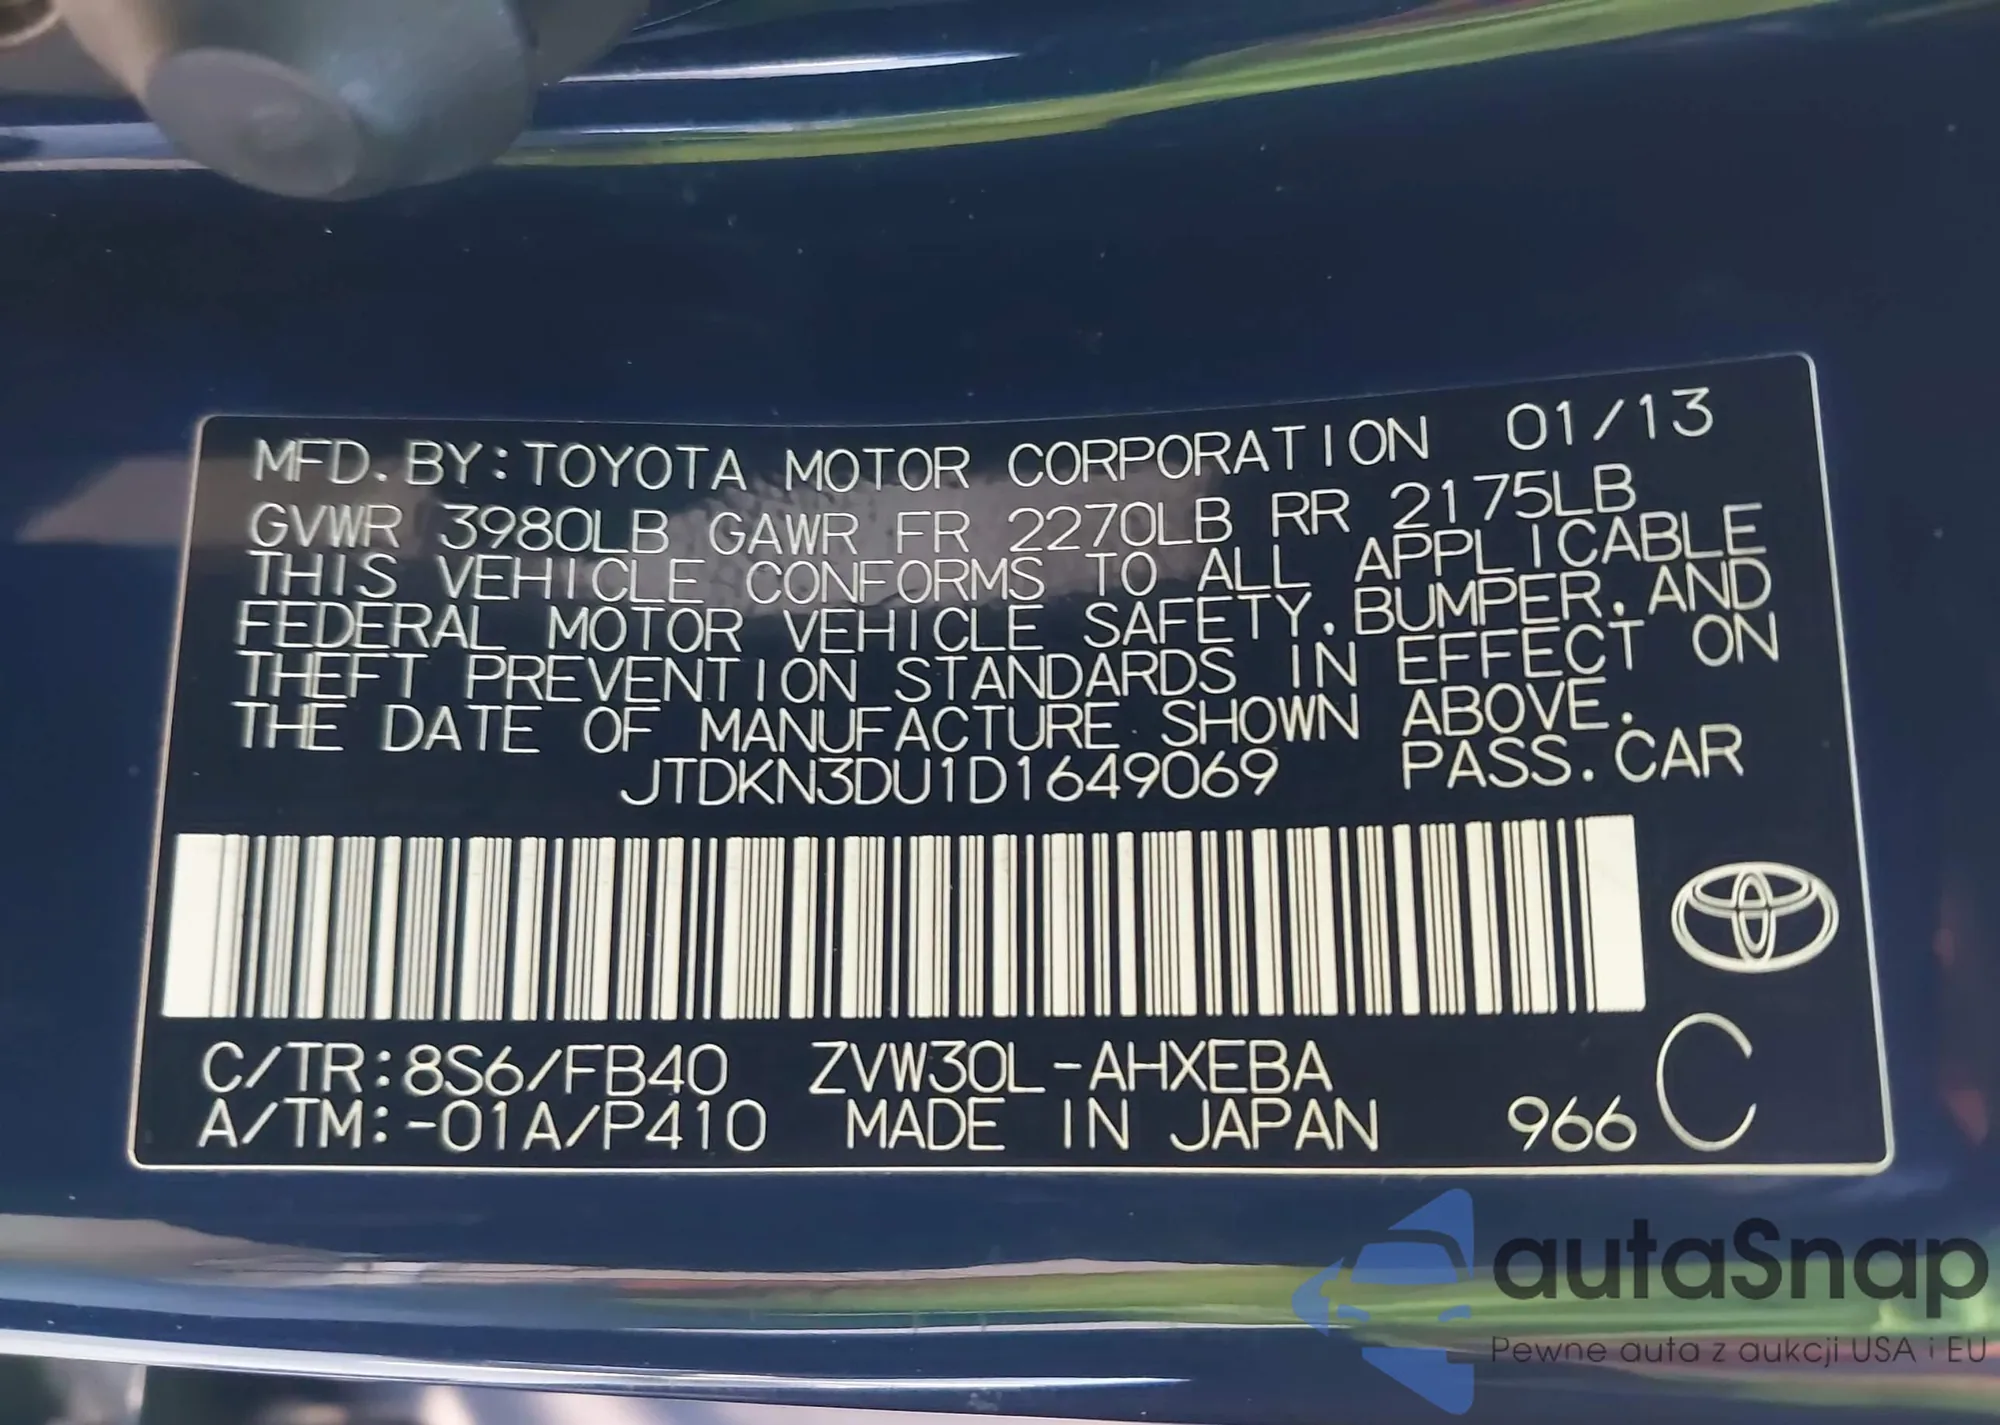 MFD. BY: TOYOTA MOTOR CORPORATION 01/13
GVWR 3980LB GAWR FR 2270LB RR 2175LB
THIS VEHICLE CONFORMS TO ALL APPLICABLE
FEDERAL MOTOR VEHICLE SAFETY, BUMPER, AND
THEFT PREVENTION STANDARDS IN EFFECT ON
THE DATE OF MANUFACTURE SHOWN ABOVE.
JTDKN3DU1D1649069 PASS. CAR
C/TR: 8S6/FB40 ZVW30L-AHXEBA
A/TM: -01A/P410 MADE IN JAPAN 966 C
autaSnap
Pewne auta z aukcji USA i EU